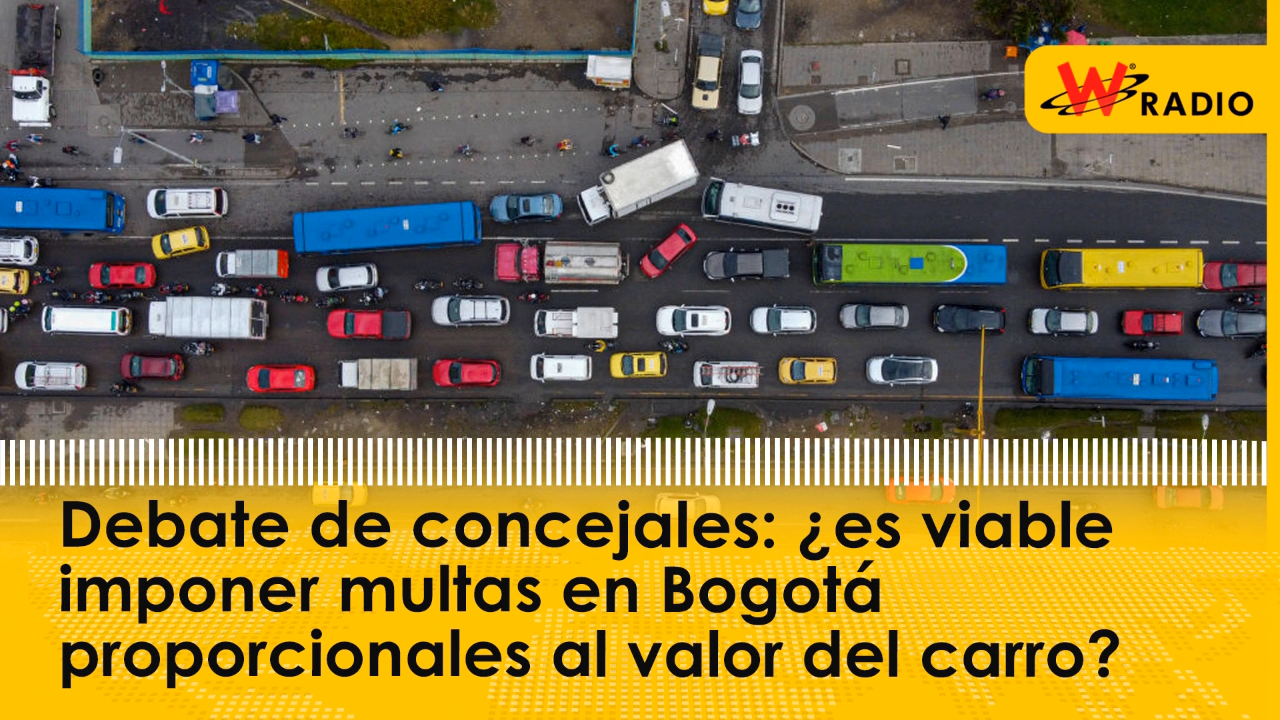 W RADIO
Debate de concejales: ¿es viable
imponer multas en Bogotá
proporcionales al valor del carro?